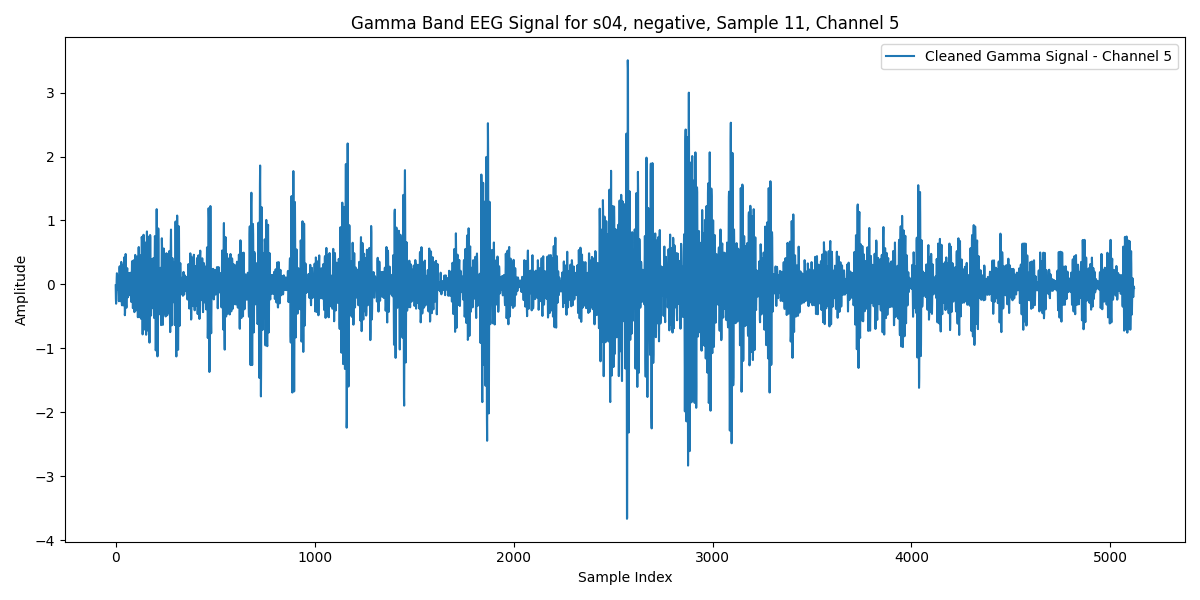 Gamma Band EEG Signal for s04, negative, Sample 11, Channel 5
Cleaned Gamma Signal - Channel 5
Amplitude
3
2
1
0
−1
−2
−3
−4
0 1000 2000 3000 4000 5000
Sample Index